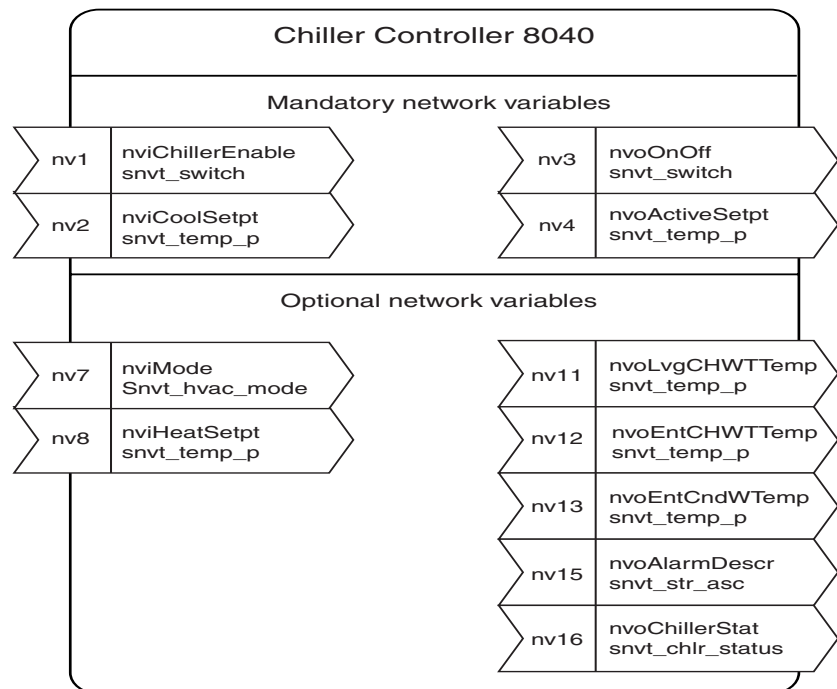 Chiller Controller 8040
Mandatory network variables
nv1
nviChillerEnable
snvt_switch
nv2
nviCoolSetpt
snvt_temp_p
nv3
nvoOnOff
snvt_switch
nv4
nvoActiveSetpt
snvt_temp_p
Optional network variables
nv7
nviMode
Snvt_hvac_mode
nv8
nviHeatSetpt
snvt_temp_p
nv11
nvoLvgCHWTTemp
snvt_temp_p
nv12
nvoEntCHWTTemp
snvt_temp_p
nv13
nvoEntCndWTemp
snvt_temp_p
nv15
nvoAlarmDescr
snvt_str_asc
nv16
nvoChillerStat
snvt_chlr_status